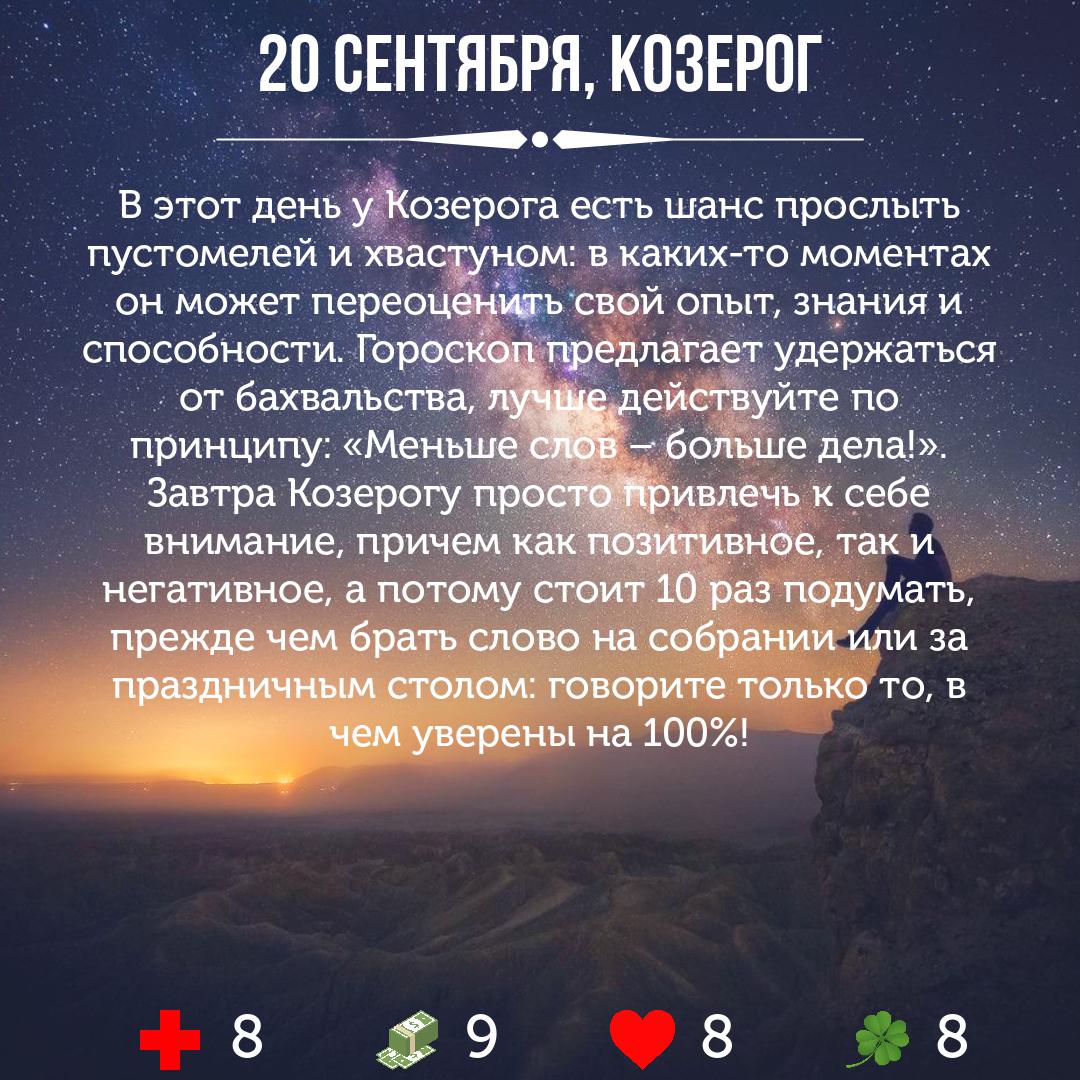 20 СЕНТЯБРЯ, КОЗЕРОГ
В этот день у Козерога есть шанс прослыть
пустомелей и хвастуном: в каких-то моментах
он может переоценить свой опыт, знания и
способности. Гороскоп предлагает удержаться
от бахвальства, лучше действуйте по
принципу: «Меньше слов – больше дела!».
Завтра Козерогу просто привлечь к себе
внимание, причем как позитивное, так и
негативное, а потому стоит 10 раз подумать,
прежде чем брать слово на собрании или за
праздничным столом: говорите только то, в
чем уверены на 100%!
8 9 8 8